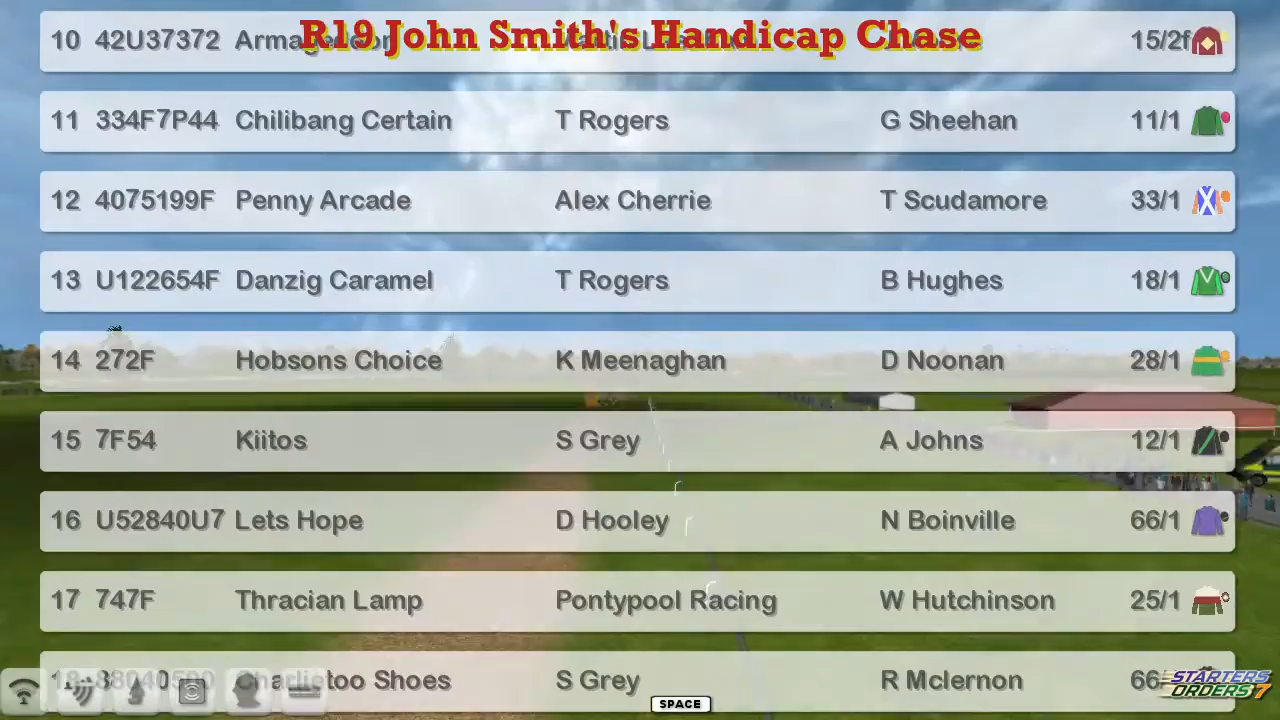 R19 John Smith's Handicap Chase
10 42U37372 15/2f
11 334F7P44 Chilibang Certain T Rogers G Sheehan 11/1
12 4075199F Penny Arcade Alex Cherrie T Scudamore 33/1
13 U122654F Danzig Caramel T Rogers B Hughes 18/1
14 272F Hobsons Choice K Meenaghan D Noonan 28/1
15 7F54 Kiitos S Grey A Johns 12/1
16 U52840U7 Lets Hope D Hooley N Boinville 66/1
17 747F Thracian Lamp Pontypool Racing W Hutchinson 25/1
18 Charlietoo Shoes S Grey R Mclernon
STARTERS ORDERS 7
SPACE